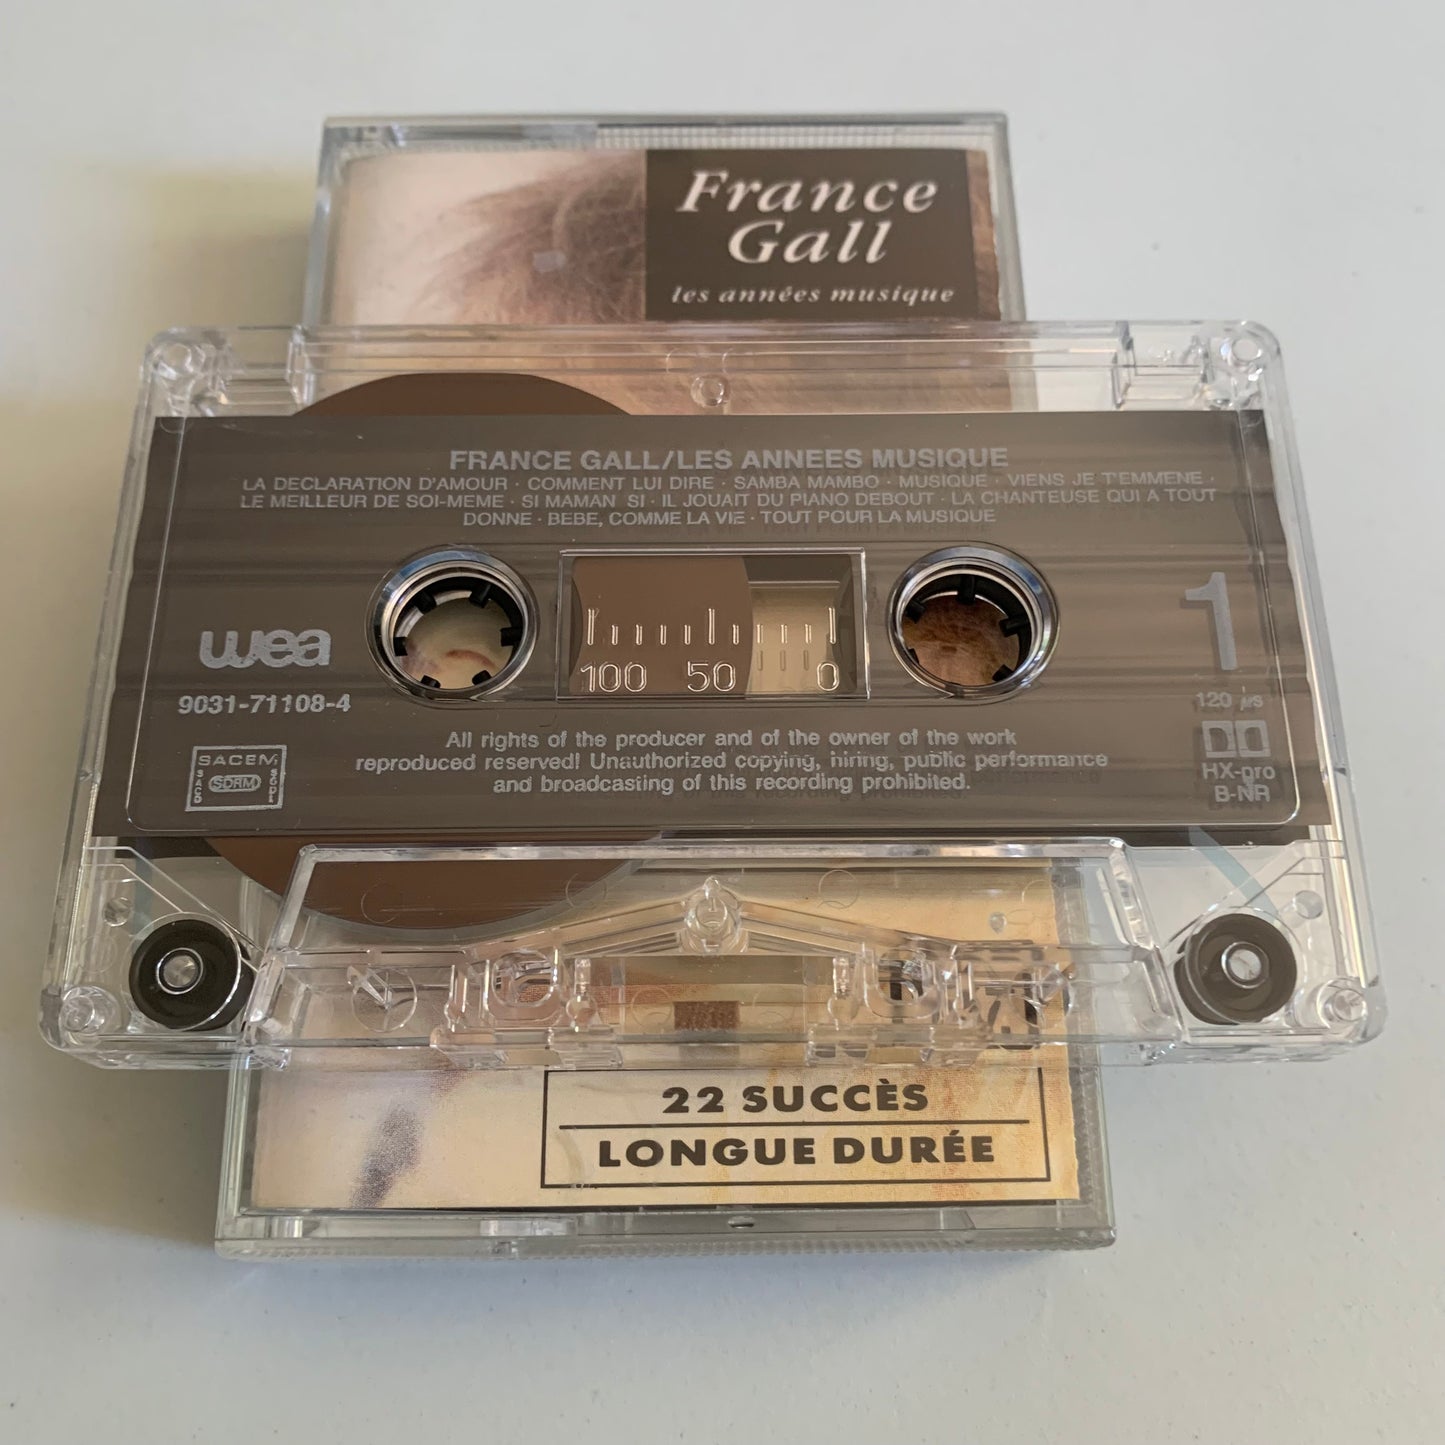 France
Gall
les années musique
FRANCE GALL/LES ANNEES MUSIQUE
LA DECLARATION D'AMOUR · COMMENT LUI DIRE · SAMBA MAMBO · MUSIQUE · VIENS JE T'EMMENE ·
LE MEILLEUR DE SOI-MEME · SI MAMAN SI · IL JOUAIT DU PIANO DEBOUT · LA CHANTEUSE QUI A TOUT
DONNE · BEBE, COMME LA VIE · TOUT POUR LA MUSIQUE
1
wea
100 50 0
9031-71108-4
120 µs
All rights of the producer and of the owner of the work
reproduced reserved! Unauthorized copying, hiring, public performance
and broadcasting of this recording prohibited.
SACEM
SACD SDRM SGDL
HX-pro
B-NR
22 SUCCÈS
LONGUE DURÉE